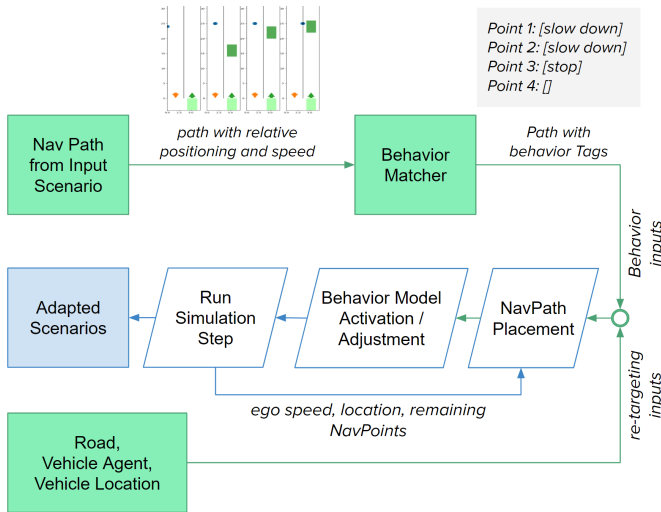 Point 1: [slow down]
Point 2: [slow down]
Point 3: [stop]
Point 4: []
Nav Path
from Input
Scenario
path with relative
positioning and speed
Behavior
Matcher
Path with
behavior Tags
Behavior
inputs
Adapted
Scenarios
Run
Simulation
Step
Behavior Model
Activation /
Adjustment
NavPath
Placement
ego speed, location, remaining
NavPoints
re-targeting
inputs
Road,
Vehicle Agent,
Vehicle Location